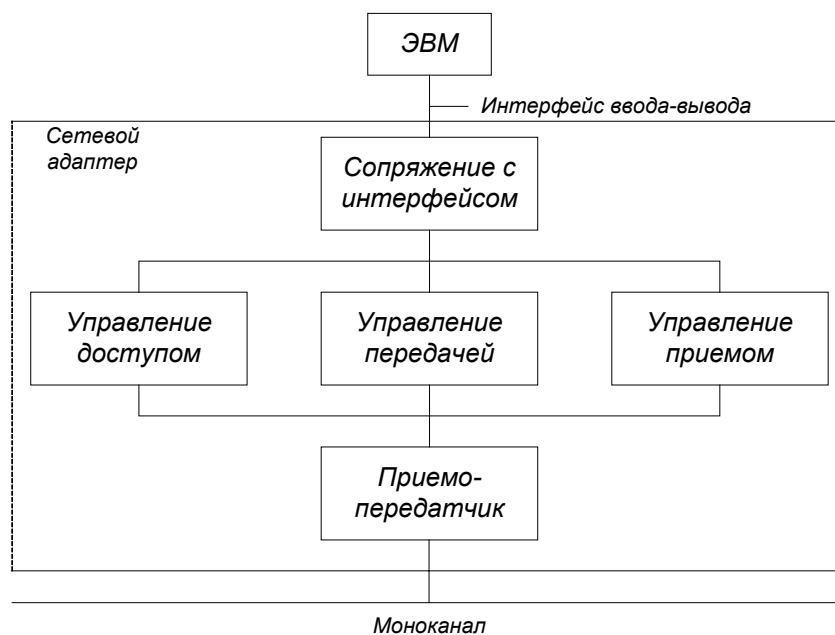 ЭВМ
Интерфейс ввода-вывода
Сетевой
адаптер
Сопряжение с
интерфейсом
Управление
доступом
Управление
передачей
Управление
приемом
Приемо-
передатчик
Моноканал